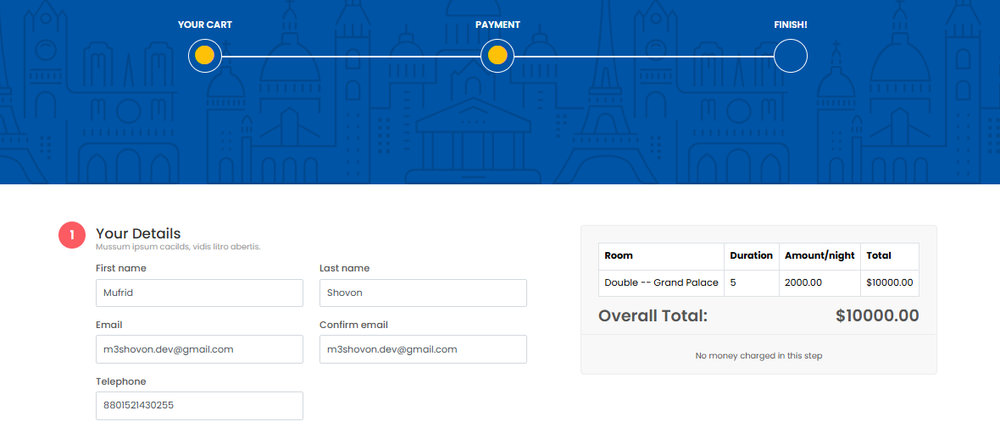 YOUR CART PAYMENT FINISH!
1 Your Details
Mussum ipsum cacilds, vidis litro abertis.
First name Last name
Mufrid Shovon
Email Confirm email
m3shovon.dev@gmail.com m3shovon.dev@gmail.com
Telephone
8801521430255
Room Duration Amount/night Total
Double -- Grand Palace 5 2000.00 $10000.00
Overall Total: $10000.00
No money charged in this step